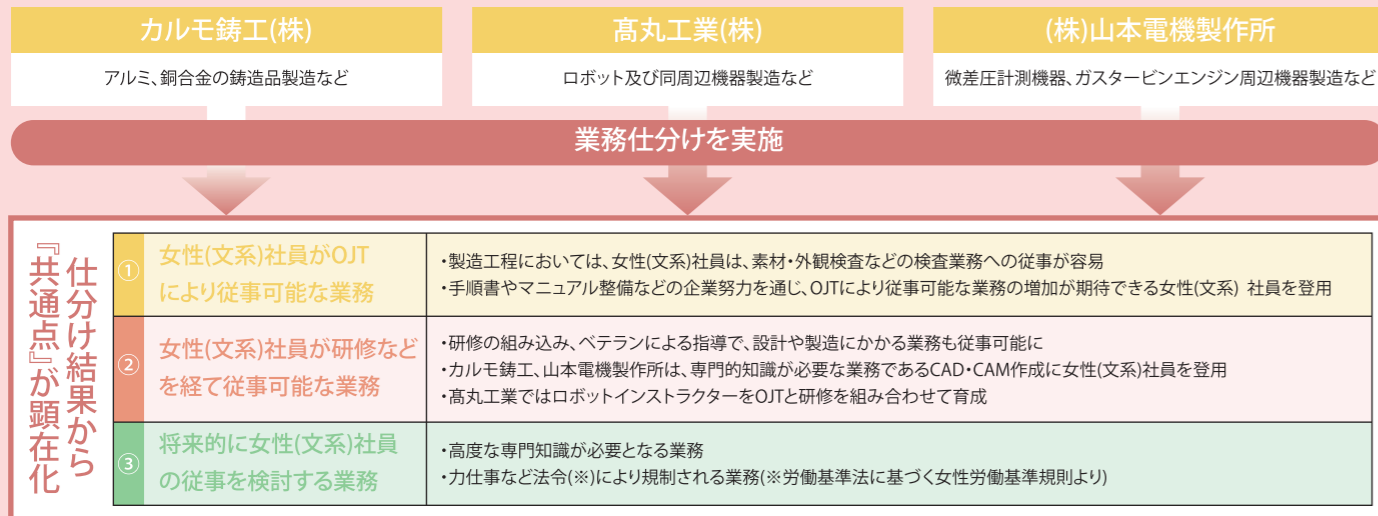 カルモ鋳工(株)
アルミ、銅合金の鋳造品製造など
髙丸工業(株)
ロボット及び同周辺機器製造など
(株)山本電機製作所
微差圧計測機器、ガスタービンエンジン周辺機器製造など
業務仕分けを実施
仕分け結果から
『共通点』が顕在化
①
女性(文系)社員がOJT
により従事可能な業務
・製造工程においては、女性(文系)社員は、素材・外観検査などの検査業務への従事が容易
・手順書やマニュアル整備などの企業努力を通じ、OJTにより従事可能な業務の増加が期待できる女性(文系) 社員を登用
②
女性(文系)社員が研修など
を経て従事可能な業務
・研修の組み込み、ベテランによる指導で、設計や製造にかかる業務も従事可能に
・カルモ鋳工、山本電機製作所は、専門的知識が必要な業務であるCAD・CAM作成に女性(文系)社員を登用
・髙丸工業ではロボットインストラクターをOJTと研修を組み合わせて育成
③
将来的に女性(文系)社員
の従事を検討する業務
・高度な専門知識が必要となる業務
・力仕事など法令(※)により規制される業務(※労働基準法に基づく女性労働基準規則より)